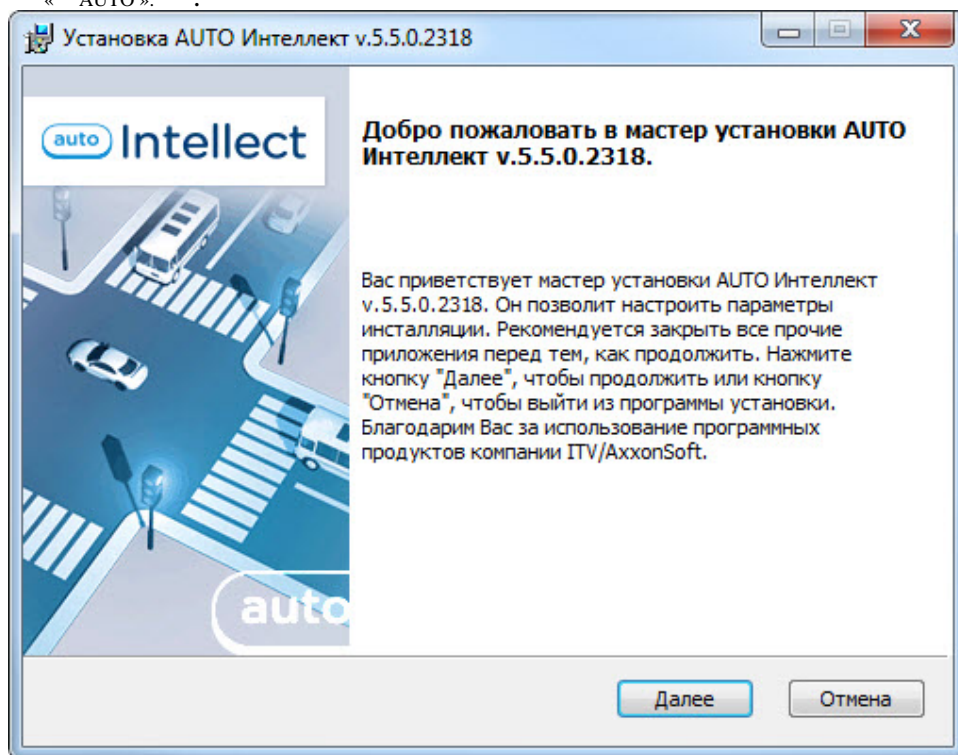 « AUTO ». .
Установка AUTO Интеллект v.5.5.0.2318
auto Intellect
Добро пожаловать в мастер установки AUTO
Интеллект v.5.5.0.2318.
Вас приветствует мастер установки AUTO Интеллект
v.5.5.0.2318. Он позволит настроить параметры
инсталляции. Рекомендуется закрыть все прочие
приложения перед тем, как продолжить. Нажмите
кнопку "Далее", чтобы продолжить или кнопку
"Отмена", чтобы выйти из программы установки.
Благодарим Вас за использование программных
продуктов компании ITV/AxxonSoft.
auto
Далее
Отмена